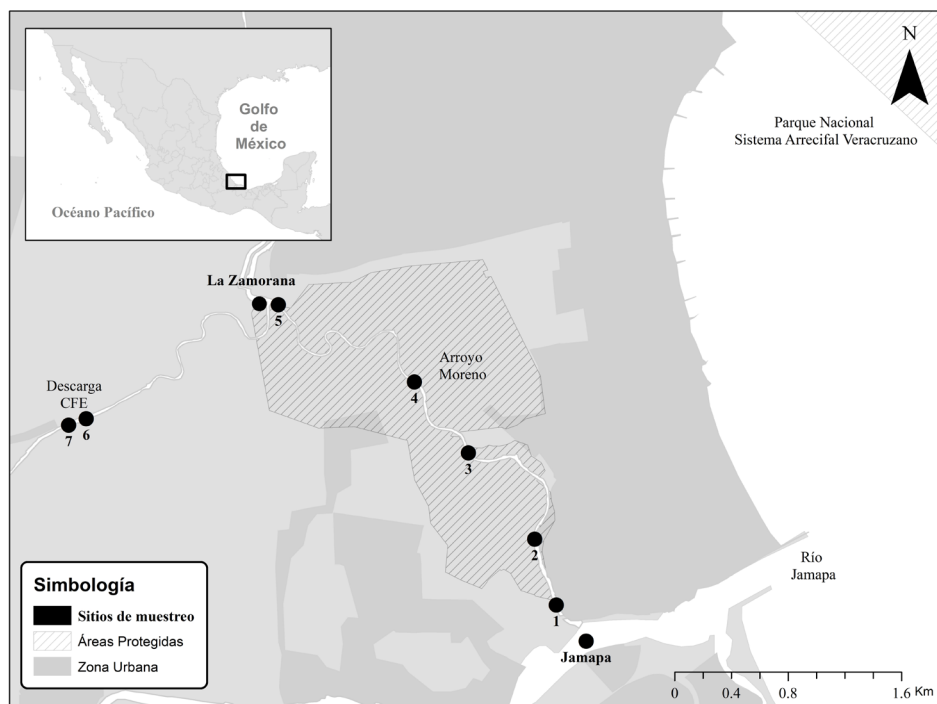 N
Golfo
de
México
Océano Pacífico
Parque Nacional
Sistema Arrecifal Veracruzano
La Zamorana
5
Arroyo
Moreno
4
Descarga
CFE
7 6
3
2
Río
Jamapa
1
Jamapa
Simbología
Sitios de muestreo
Áreas Protegidas
Zona Urbana
0 0.4 0.8 1.6 Km